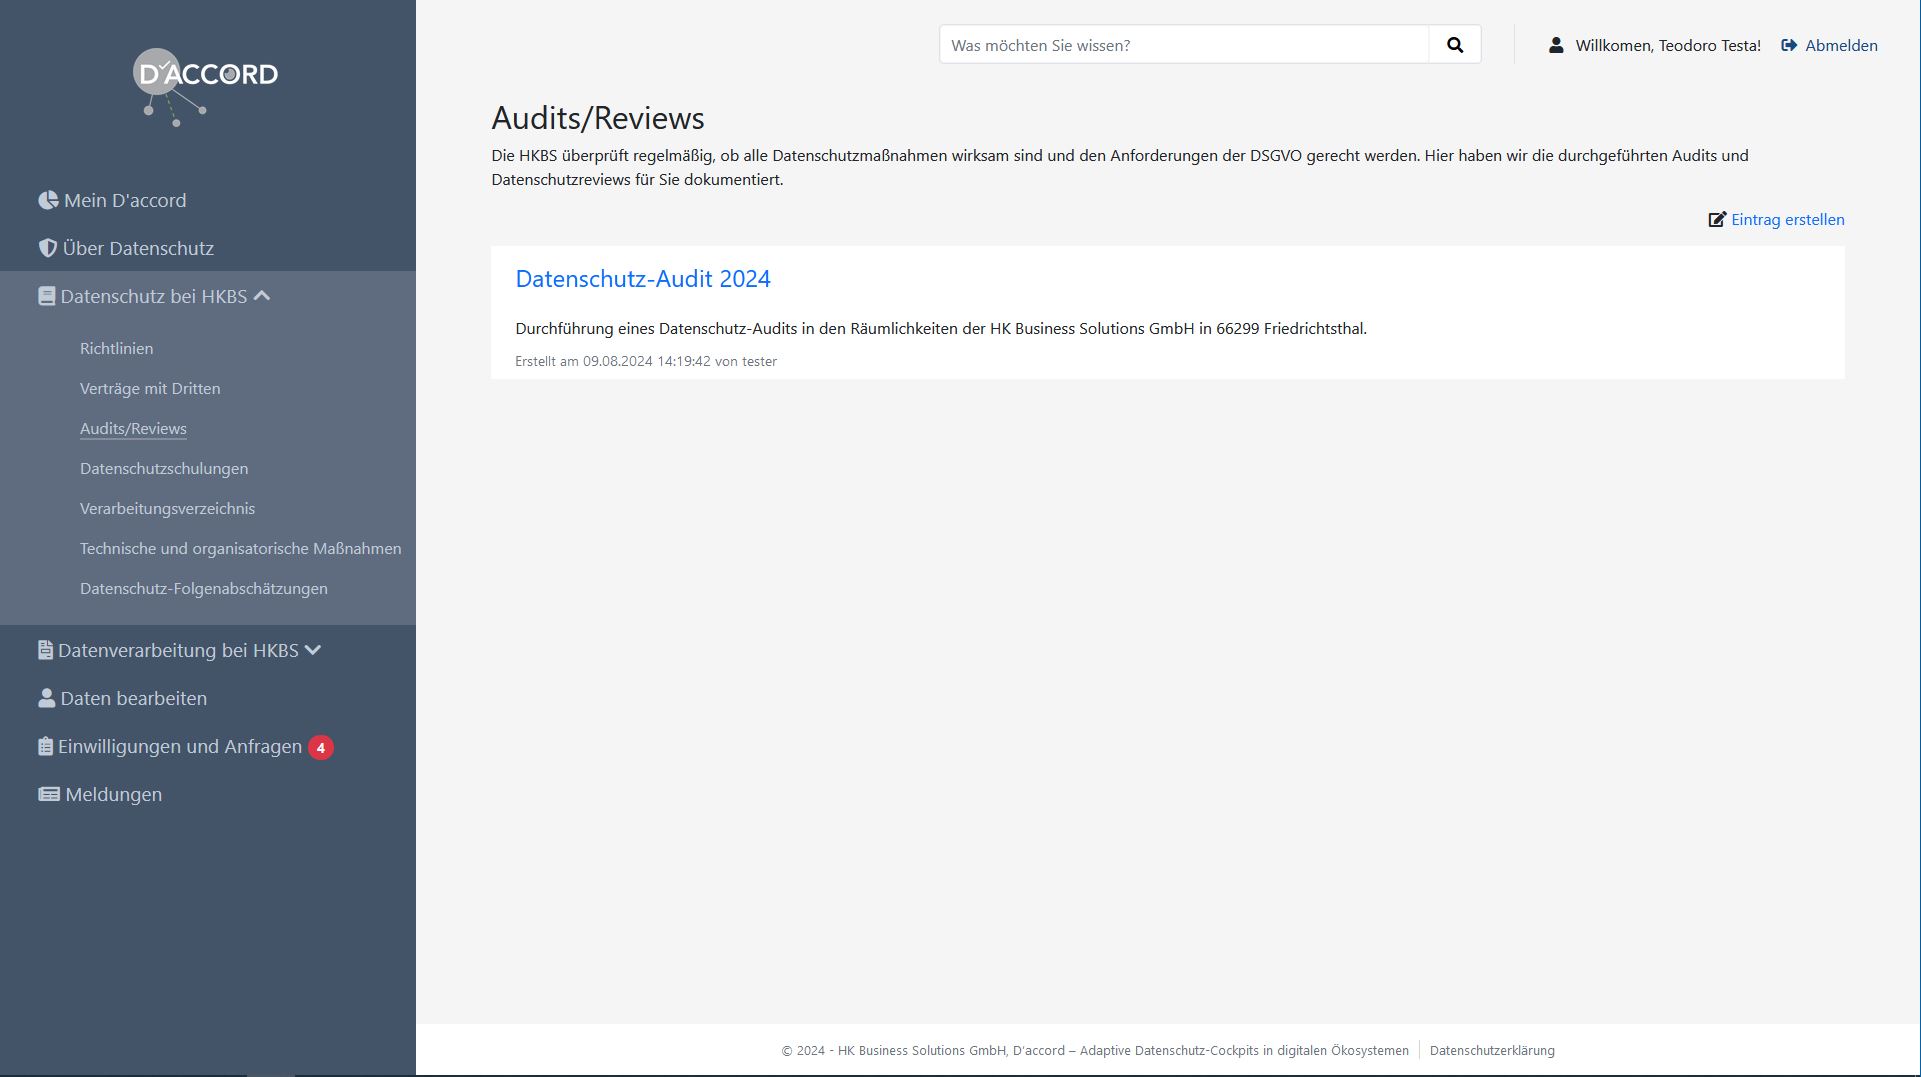 D'ACCORD
Was möchten Sie wissen?
Willkomen, Teodoro Testa!
Abmelden
Mein D'accord
Über Datenschutz
Datenschutz bei HKBS
Richtlinien
Verträge mit Dritten
Audits/Reviews
Datenschutzschulungen
Verarbeitungsverzeichnis
Technische und organisatorische Maßnahmen
Datenschutz-Folgenabschätzungen
Datenverarbeitung bei HKBS
Daten bearbeiten
Einwilligungen und Anfragen 4
Meldungen
Audits/Reviews
Die HKBS überprüft regelmäßig, ob alle Datenschutzmaßnahmen wirksam sind und den Anforderungen der DSGVO gerecht werden. Hier haben wir die durchgeführten Audits und
Datenschutzreviews für Sie dokumentiert.
Eintrag erstellen
Datenschutz-Audit 2024
Durchführung eines Datenschutz-Audits in den Räumlichkeiten der HK Business Solutions GmbH in 66299 Friedrichtsthal.
Erstellt am 09.08.2024 14:19:42 von tester
© 2024 - HK Business Solutions GmbH, D'accord – Adaptive Datenschutz-Cockpits in digitalen Ökosystemen
Datenschutzerklärung